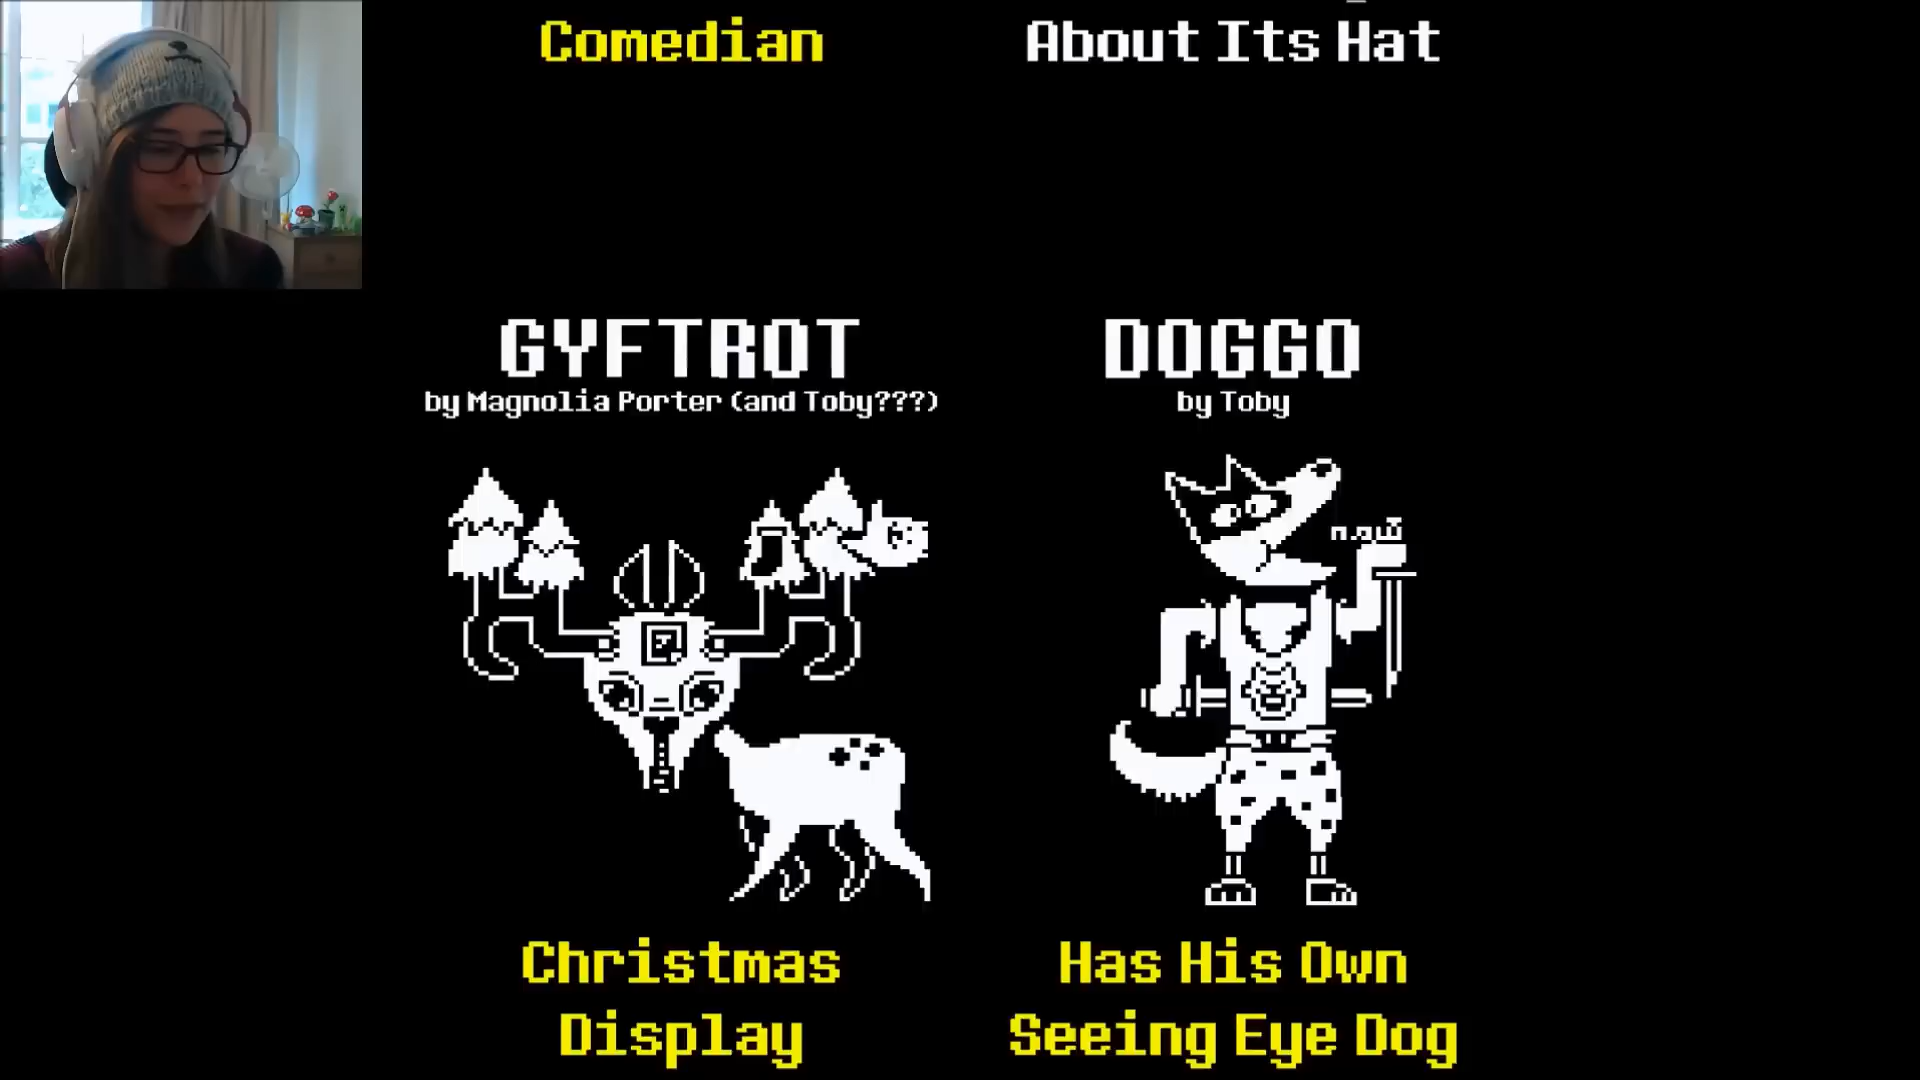 Comedian
About Its Hat
GYFTROT
by Magnolia Porter (and Toby???)
DOGGO
by Toby
Christmas
Display
Has His Own
Seeing Eye Dog